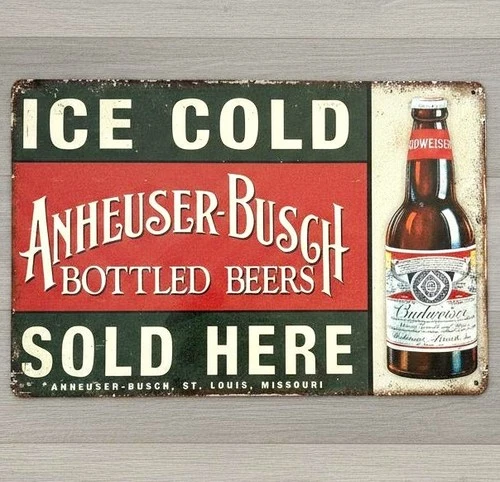 ICE COLD
ANHEUSER-BUSCH
BOTTLED BEERS
SOLD HERE
*ANHEUSER-BUSCH, ST. LOUIS, MISSOURI
BUDWEISER
Budweiser